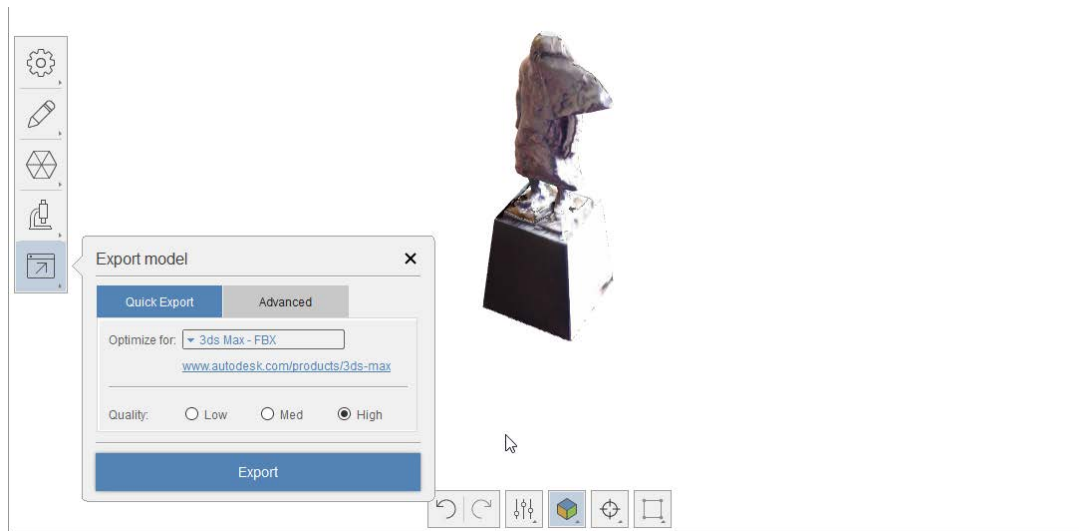 Export model
Quick Export Advanced
Optimize for: 3ds Max - FBX
www.autodesk.com/products/3ds-max
Quality: Low Med High
Export